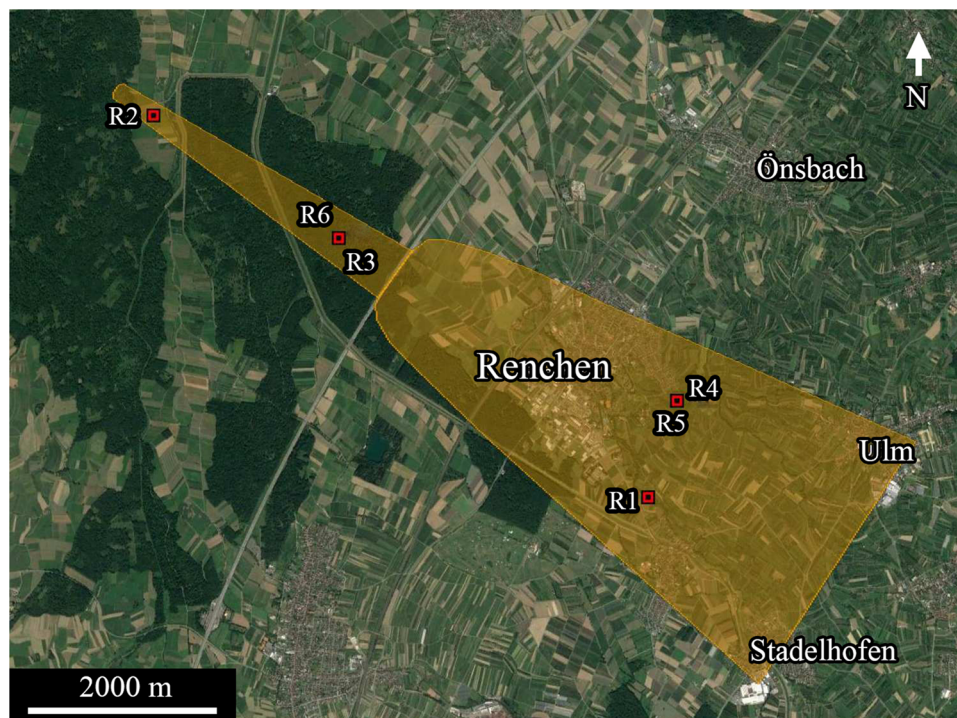 N
R2
Önsbach
R6
R3
Renchen
R4
R5
Ulm
R1
Stadelhofen
2000 m